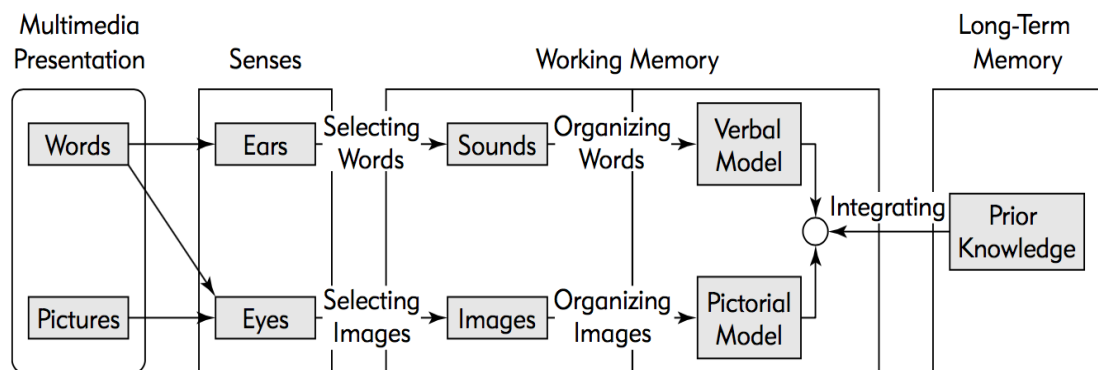 Multimedia
Presentation
Senses
Working Memory
Long-Term
Memory
Words
Ears
Selecting
Words
Sounds
Organizing
Words
Verbal
Model
Integrating
Prior
Knowledge
Pictures
Eyes
Selecting
Images
Images
Organizing
Images
Pictorial
Model